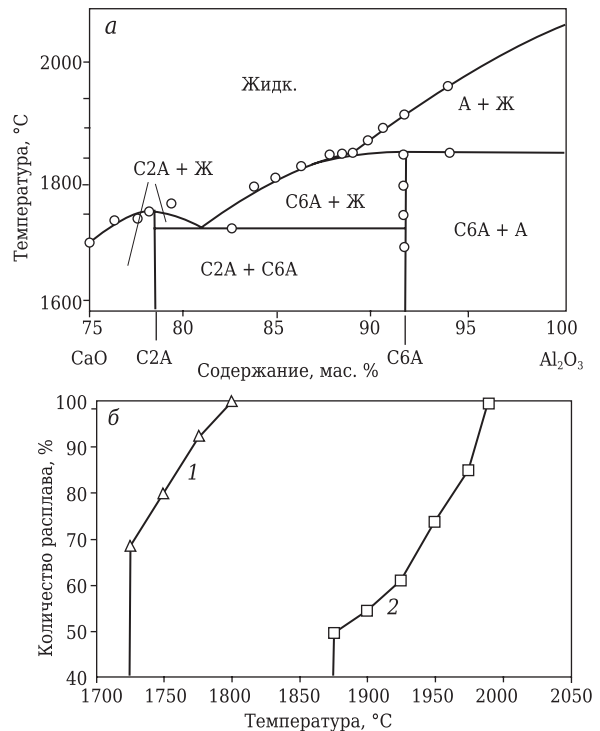 а
2000
1800
1600
Температура, °С
Жидк.
А + Ж
С2А + Ж
С6А + Ж
С6А + А
С2А + С6А
75 80 85 90 95 100
CaO С2А С6А Al₂O₃
Содержание, мас. %
б
100
90
80
70
60
50
40
Количество расплава, %
1
2
1700 1750 1800 1850 1900 1950 2000 2050
Температура, °С